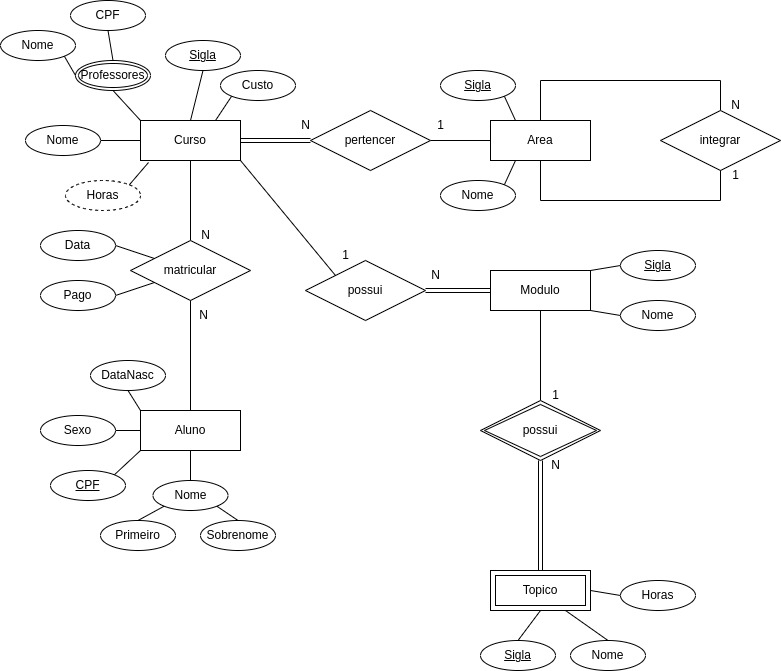 CPF
Nome
Professores
Sigla
Custo
Sigla
N
Nome
Curso
N
pertencer
1
Area
integrar
1
Horas
Nome
N
Data
matricular
Pago
N
1
possui
N
Modulo
Sigla
Nome
DataNasc
Sexo
Aluno
CPF
Nome
Primeiro
Sobrenome
1
possui
N
Topico
Horas
Sigla
Nome